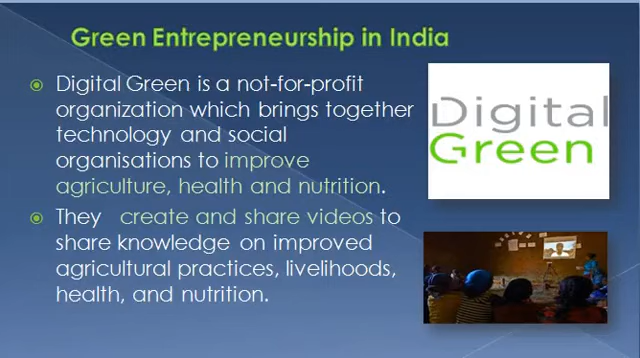 Green Entrepreneurship in India
Digital Green is a not-for-profit
organization which brings together
technology and social
organisations to improve
agriculture, health and nutrition.
They create and share videos to
share knowledge on improved
agricultural practices, livelihoods,
health, and nutrition.
Digital
Green